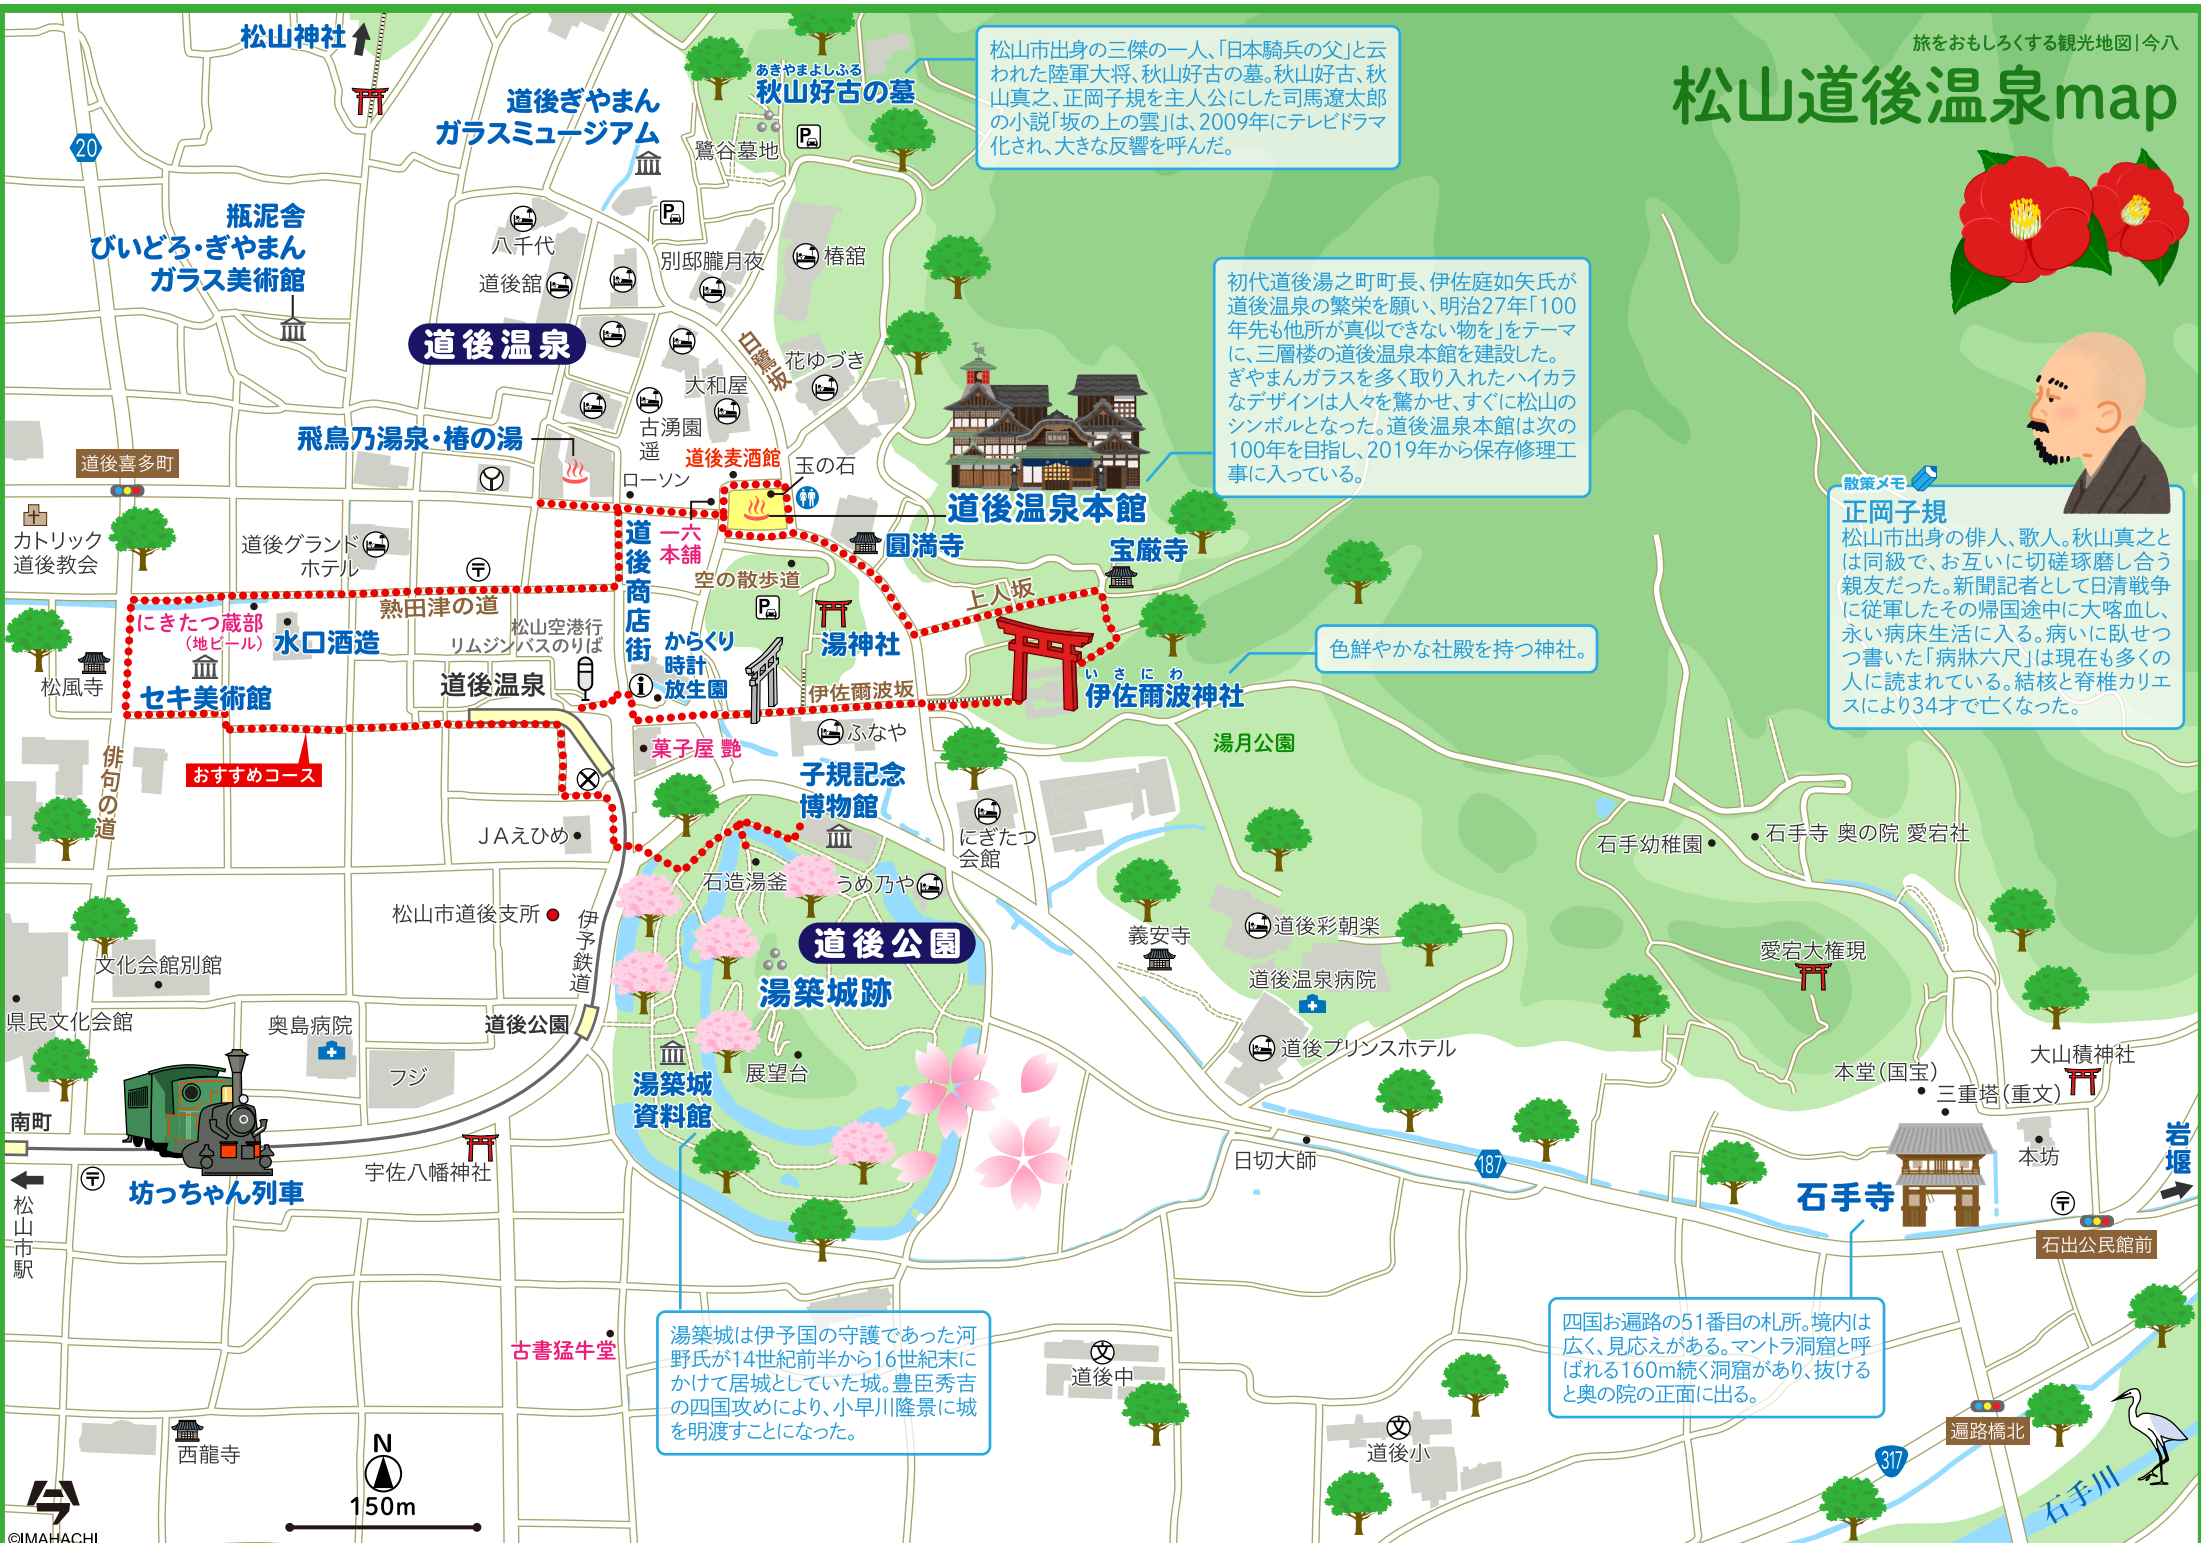 旅をおもしろくする観光地図|今八
松山道後温泉map
松山神社
20
道後ぎやまん
ガラスミュージアム
あきやまよしふる
秋山好古の墓
鷺谷墓地
P
松山市出身の三傑の一人、「日本騎兵の父」と云
われた陸軍大将、秋山好古の墓。秋山好古、秋
山真之、正岡子規を主人公にした司馬遼太郎
の小説「坂の上の雲」は、2009年にテレビドラマ
化され、大きな反響を呼んだ。
瓶泥舎
びいどろ・ぎやまん
ガラス美術館
P
八千代
道後舘
別邸朧月夜
椿舘
道後温泉
白鷺坂
花ゆづき
大和屋
古湧園
遥
初代道後湯之町町長、伊佐庭如矢氏が
道後温泉の繁栄を願い、明治27年「100
年先も他所が真似できない物を」をテーマ
に、三層楼の道後温泉本館を建設した。
ぎやまんガラスを多く取り入れたハイカラ
なデザインは人々を驚かせ、すぐに松山の
シンボルとなった。道後温泉本館は次の
100年を目指し、2019年から保存修理工
事に入っている。
飛鳥乃湯泉・椿の湯
道後喜多町
道後麦酒館
玉の石
ローソン
道後温泉本館
カトリック
道後教会
道後グランド
ホテル
〒
道後商店街
一六
本舗
圓満寺
宝厳寺
空の散歩道
P
上人坂
熟田津の道
にきたつ蔵部
(地ビール)
水口酒造
松山空港行
リムジンバスのりば
からくり
時計
放生園
湯神社
松風寺
セキ美術館
道後温泉
i
伊佐爾波坂
いさにわ
伊佐爾波神社
色鮮やかな社殿を持つ神社。
散策メモ
正岡子規
松山市出身の俳人、歌人。秋山真之と
は同級で、お互いに切磋琢磨し合う
親友だった。新聞記者として日清戦争
に従軍したその帰国途中に大喀血し、
永い病床生活に入る。病いに臥せつ
つ書いた「病牀六尺」は現在も多くの
人に読まれている。結核と脊椎カリエ
スにより34才で亡くなった。
湯月公園
俳句の道
おすすめコース
菓子屋 艶
ふなや
子規記念
博物館
JAえひめ
にぎたつ
会館
石手幼稚園
石手寺 奥の院 愛宕社
石造湯釜
うめ乃や
松山市道後支所
伊予鉄道
道後公園
湯築城跡
義安寺
道後彩朝楽
道後温泉病院
愛宕大権現
文化会館別館
県民文化会館
奥島病院
道後公園
フジ
湯築城
資料館
展望台
道後プリンスホテル
本堂(国宝)
三重塔(重文)
大山積神社
南町
〒
坊っちゃん列車
宇佐八幡神社
松山市駅
日切大師
187
石手寺
本坊
岩堰
〒
石出公民館前
古書猛牛堂
湯築城は伊予国の守護であった河
野氏が14世紀前半から16世紀末に
かけて居城としていた城。豊臣秀吉
の四国攻めにより、小早川隆景に城
を明渡すことになった。
文
道後中
四国お遍路の51番目の札所。境内は
広く、見応えがある。マントラ洞窟と呼
ばれる160m続く洞窟があり、抜ける
と奥の院の正面に出る。
文
道後小
遍路橋北
317
石手川
西龍寺
N
150m
©IMAHACHI